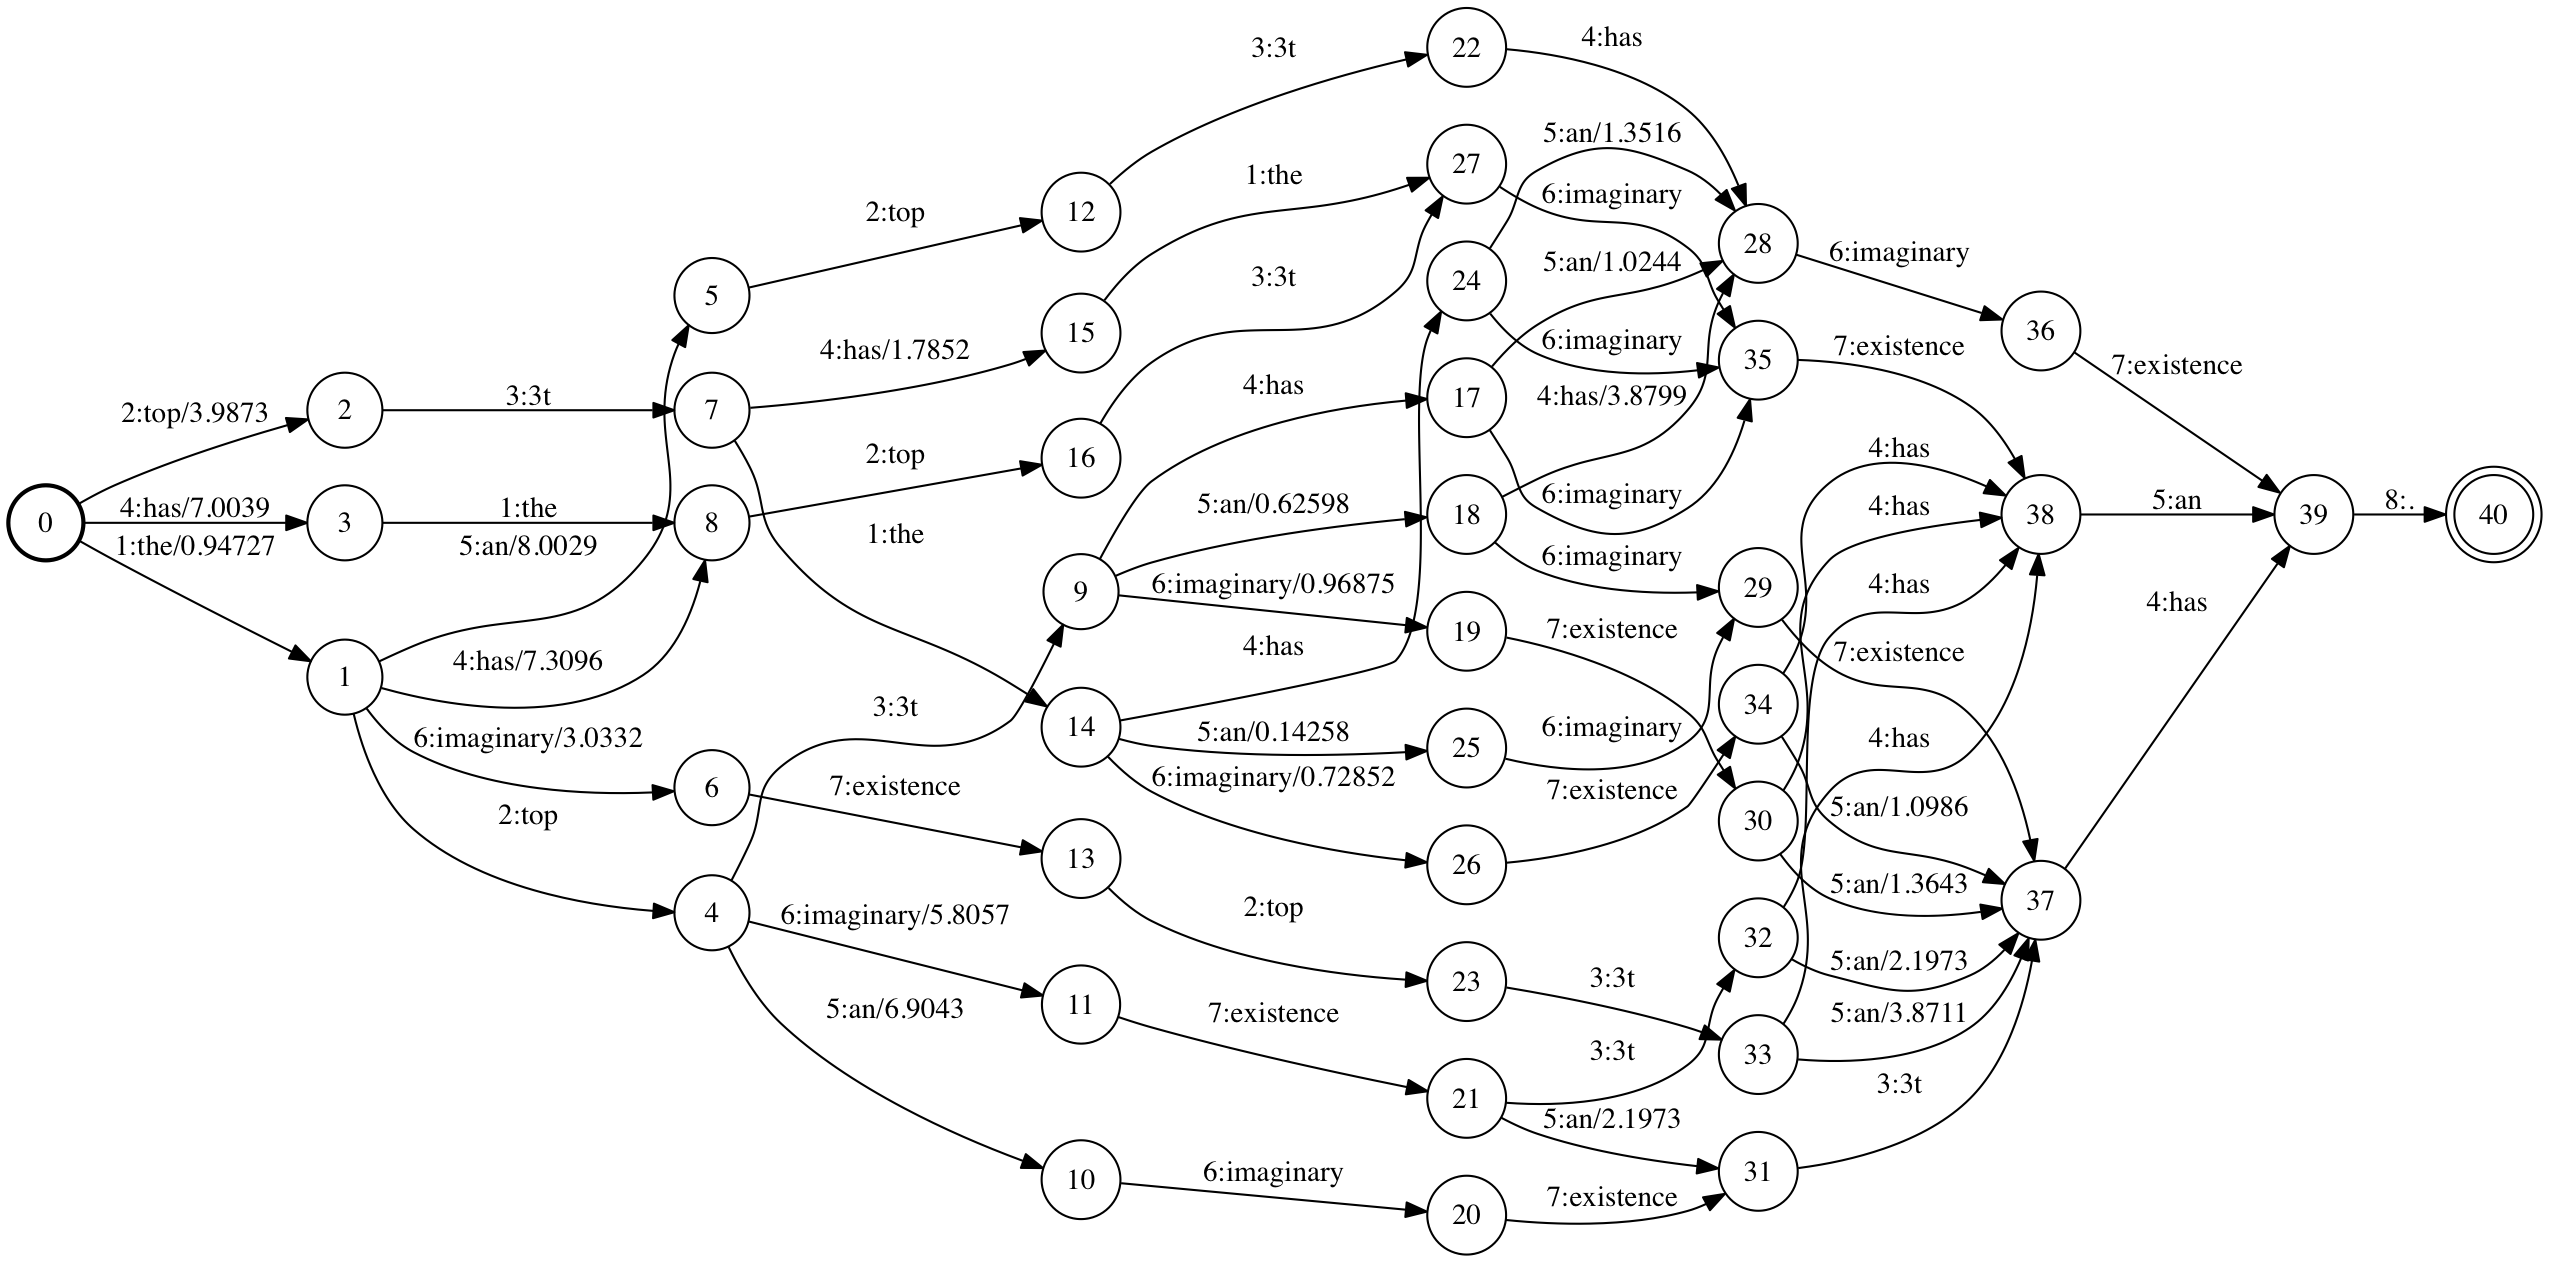 0
2:top/3.9873
4:has/7.0039
1:the/0.94727
2
3
1
3:3t
1:the
5:an/8.0029
4:has/7.3096
6:imaginary/3.0332
2:top
5
7
8
6
4
2:top
4:has/1.7852
2:top
1:the
3:3t
7:existence
6:imaginary/5.8057
5:an/6.9043
12
15
16
9
14
13
11
10
3:3t
1:the
3:3t
4:has
5:an/0.62598
6:imaginary/0.96875
4:has
5:an/0.14258
6:imaginary/0.72852
2:top
7:existence
6:imaginary
22
27
24
17
18
19
25
26
23
21
20
4:has
5:an/1.3516
6:imaginary
5:an/1.0244
6:imaginary
4:has/3.8799
6:imaginary
6:imaginary
7:existence
6:imaginary
7:existence
3:3t
3:3t
5:an/2.1973
7:existence
28
35
29
34
30
32
33
31
6:imaginary
7:existence
4:has
4:has
4:has
7:existence
4:has
5:an/1.0986
5:an/1.3643
5:an/2.1973
5:an/3.8711
3:3t
36
38
37
7:existence
5:an
4:has
39
8:.
40